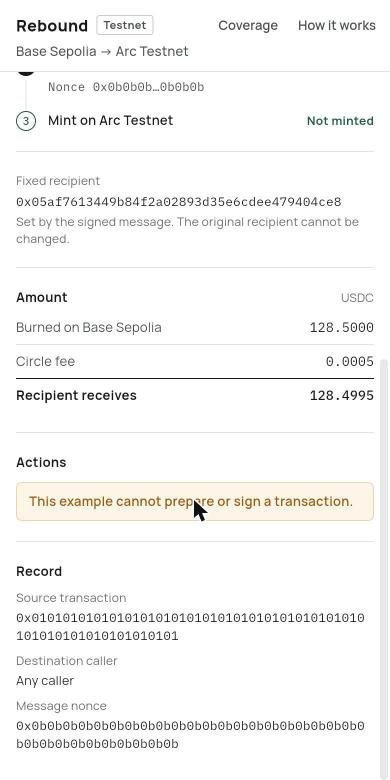 Rebound Testnet Coverage How it works
Base Sepolia → Arc Testnet
Nonce 0x0b0b0b…0b0b0b
3 Mint on Arc Testnet Not minted
Fixed recipient
0x05af7613449b84f2a02893d35e6cdee479404ce8
Set by the signed message. The original recipient cannot be
changed.
Amount USDC
Burned on Base Sepolia 128.5000
Circle fee 0.0005
Recipient receives 128.4995
Actions
This example cannot prepare or sign a transaction.
Record
Source transaction
0x01010101010101010101010101010101010101010101
010101010101010101010101
Destination caller
Any caller
Message nonce
0x0b0b0b0b0b0b0b0b0b0b0b0b0b0b0b0b0b0b0b0b0b0
b0b0b0b0b0b0b0b0b0b0b